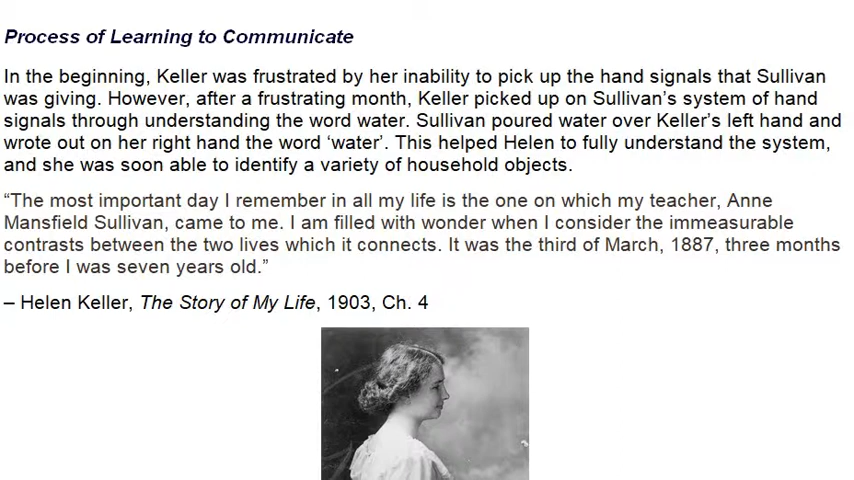 Process of Learning to Communicate
In the beginning, Keller was frustrated by her inability to pick up the hand signals that Sullivan
was giving. However, after a frustrating month, Keller picked up on Sullivan’s system of hand
signals through understanding the word water. Sullivan poured water over Keller’s left hand and
wrote out on her right hand the word ‘water’. This helped Helen to fully understand the system,
and she was soon able to identify a variety of household objects.
“The most important day I remember in all my life is the one on which my teacher, Anne
Mansfield Sullivan, came to me. I am filled with wonder when I consider the immeasurable
contrasts between the two lives which it connects. It was the third of March, 1887, three months
before I was seven years old.”
– Helen Keller, The Story of My Life, 1903, Ch. 4